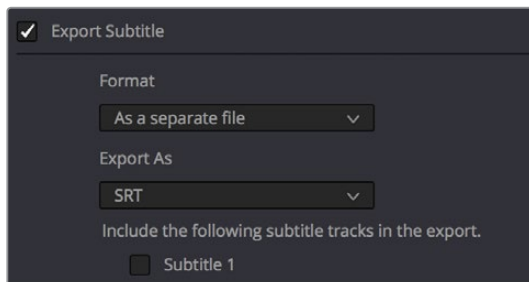 Export Subtitle
Format
As a separate file
Export As
SRT
Include the following subtitle tracks in the export.
Subtitle 1